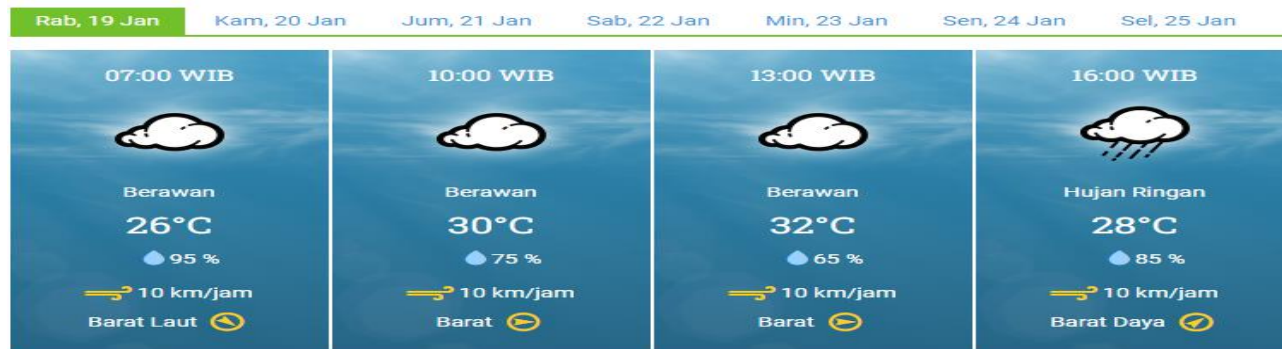 Rab, 19 Jan
Kam, 20 Jan
Jum, 21 Jan
Sab, 22 Jan
Min, 23 Jan
Sen, 24 Jan
Sel, 25 Jan
07:00 WIB
Berawan
26°C
95 %
10 km/jam
Barat Laut
10:00 WIB
Berawan
30°C
75 %
10 km/jam
Barat
13:00 WIB
Berawan
32°C
65 %
10 km/jam
Barat
16:00 WIB
Hujan Ringan
28°C
85 %
10 km/jam
Barat Daya